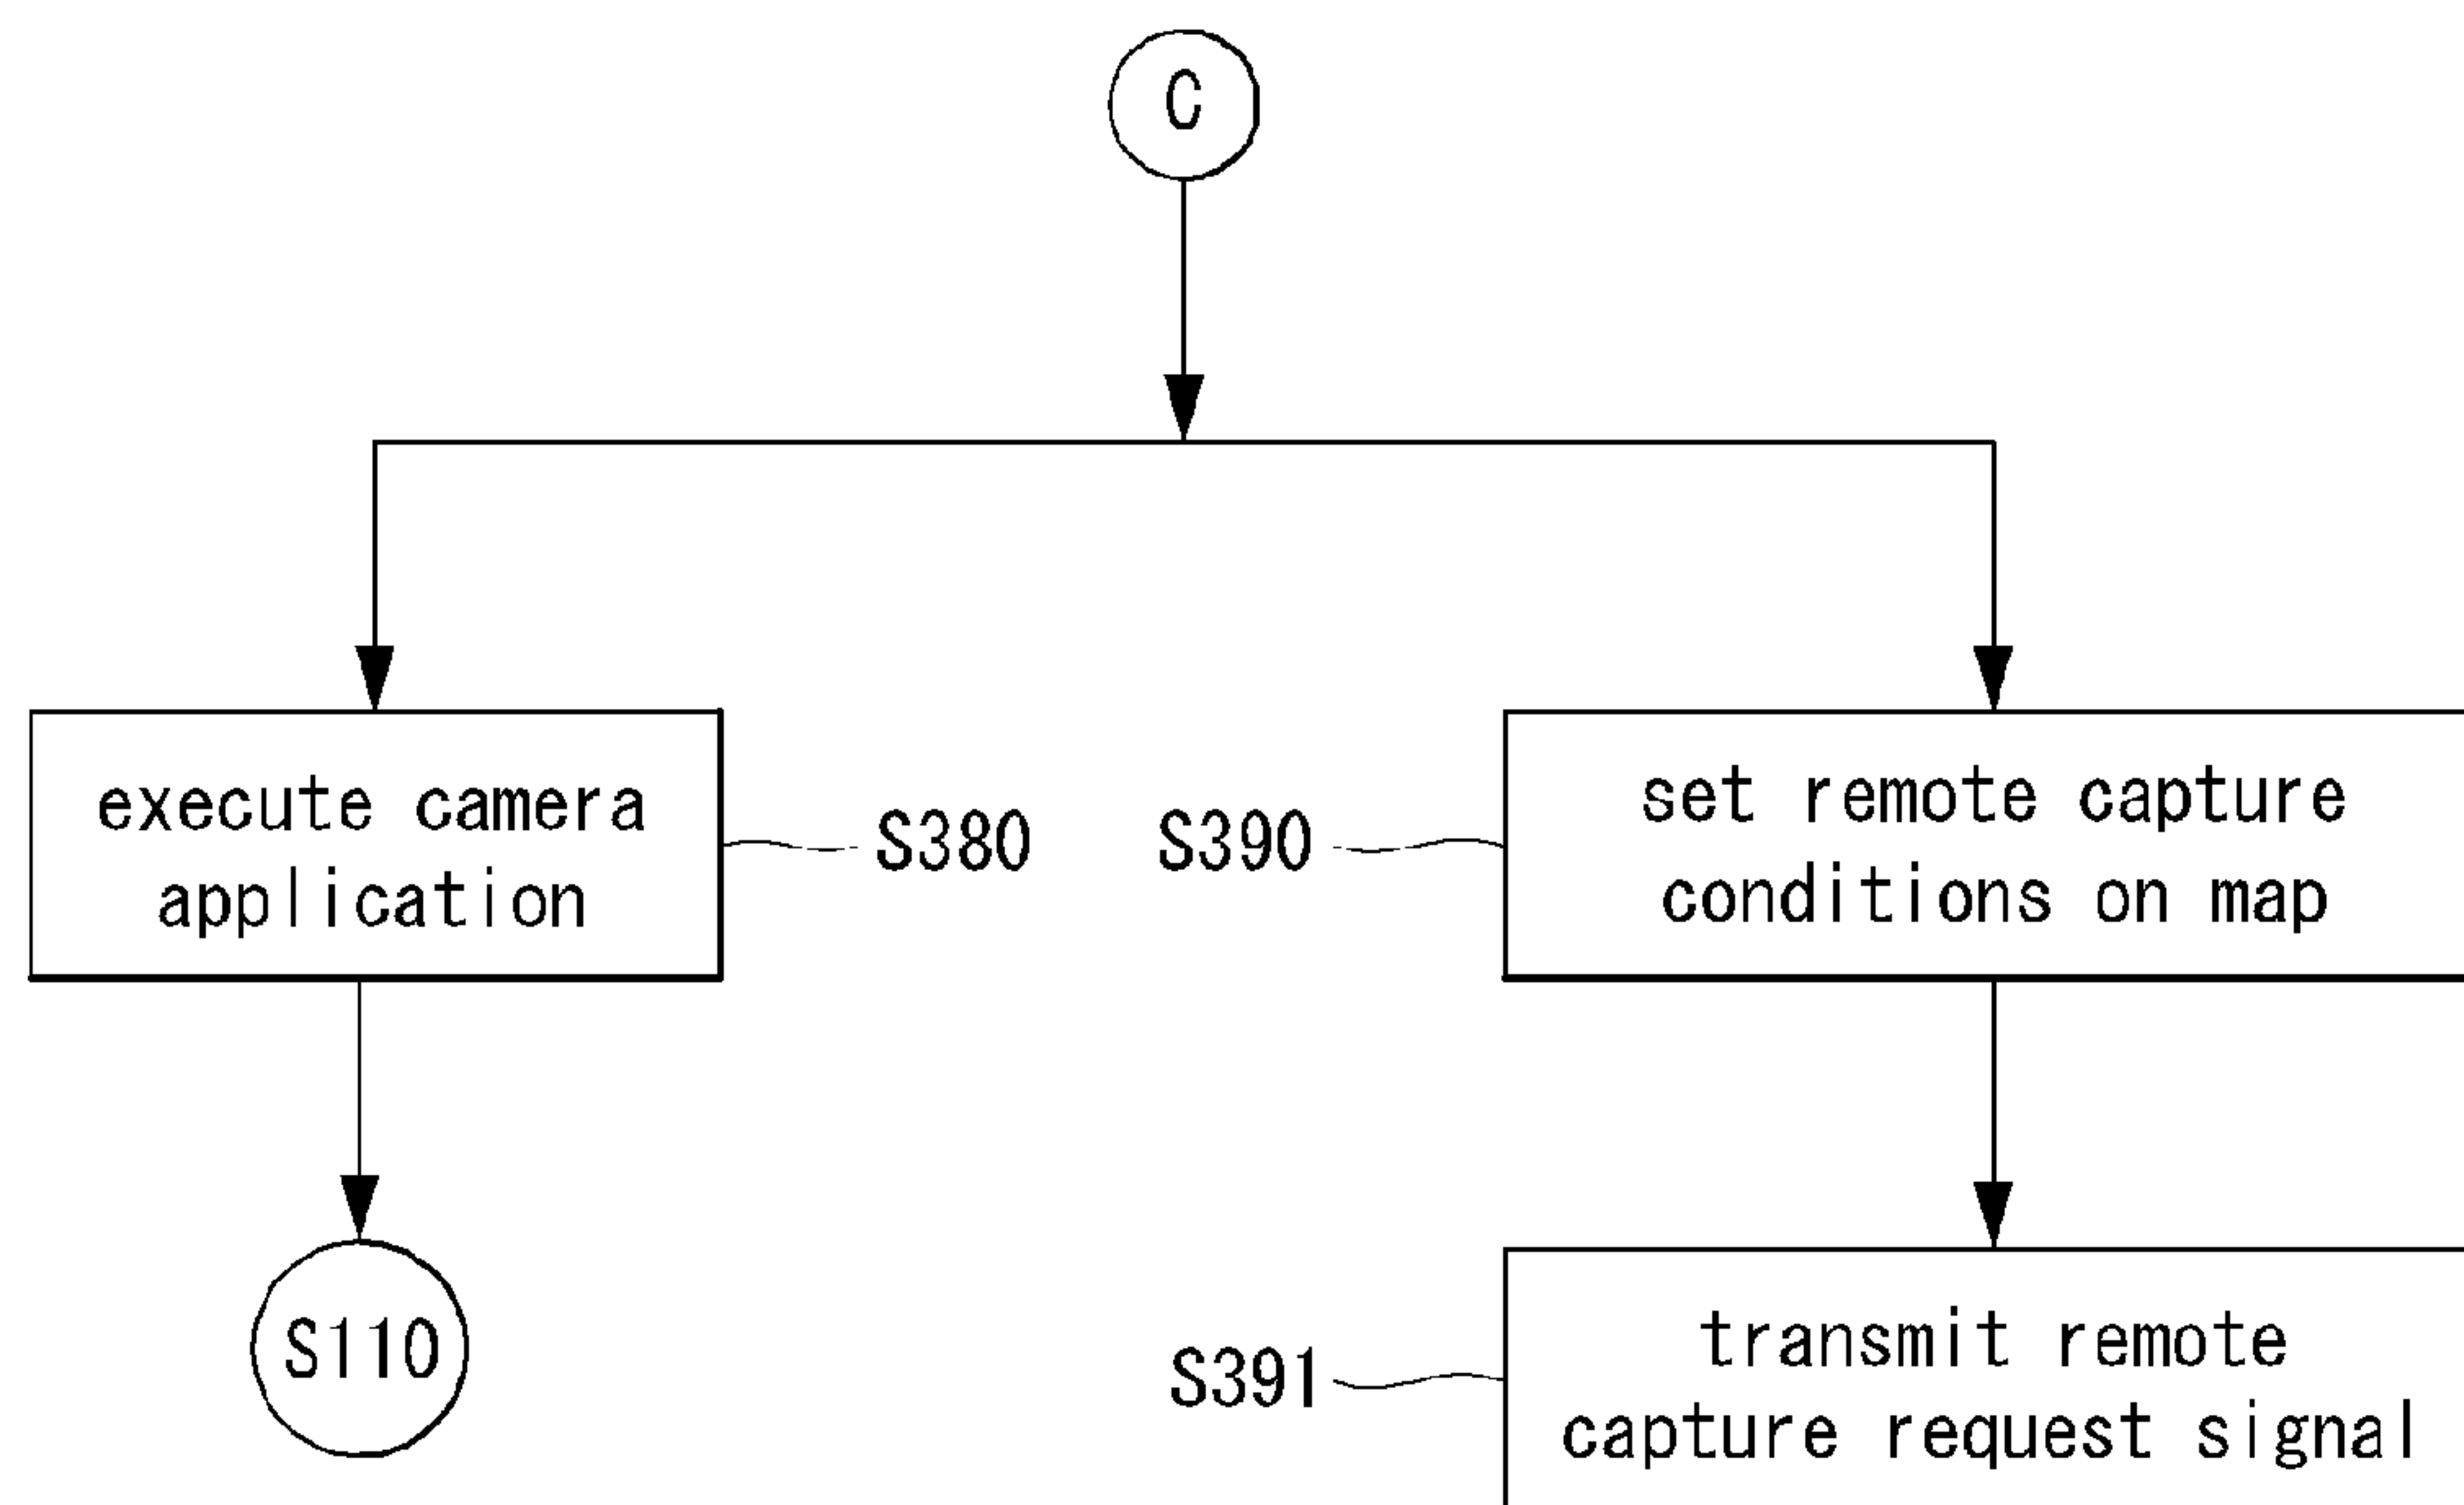 C
execute camera
application
S380
S390
set remote capture
conditions on map
S110
S391
transmit remote
capture request signal